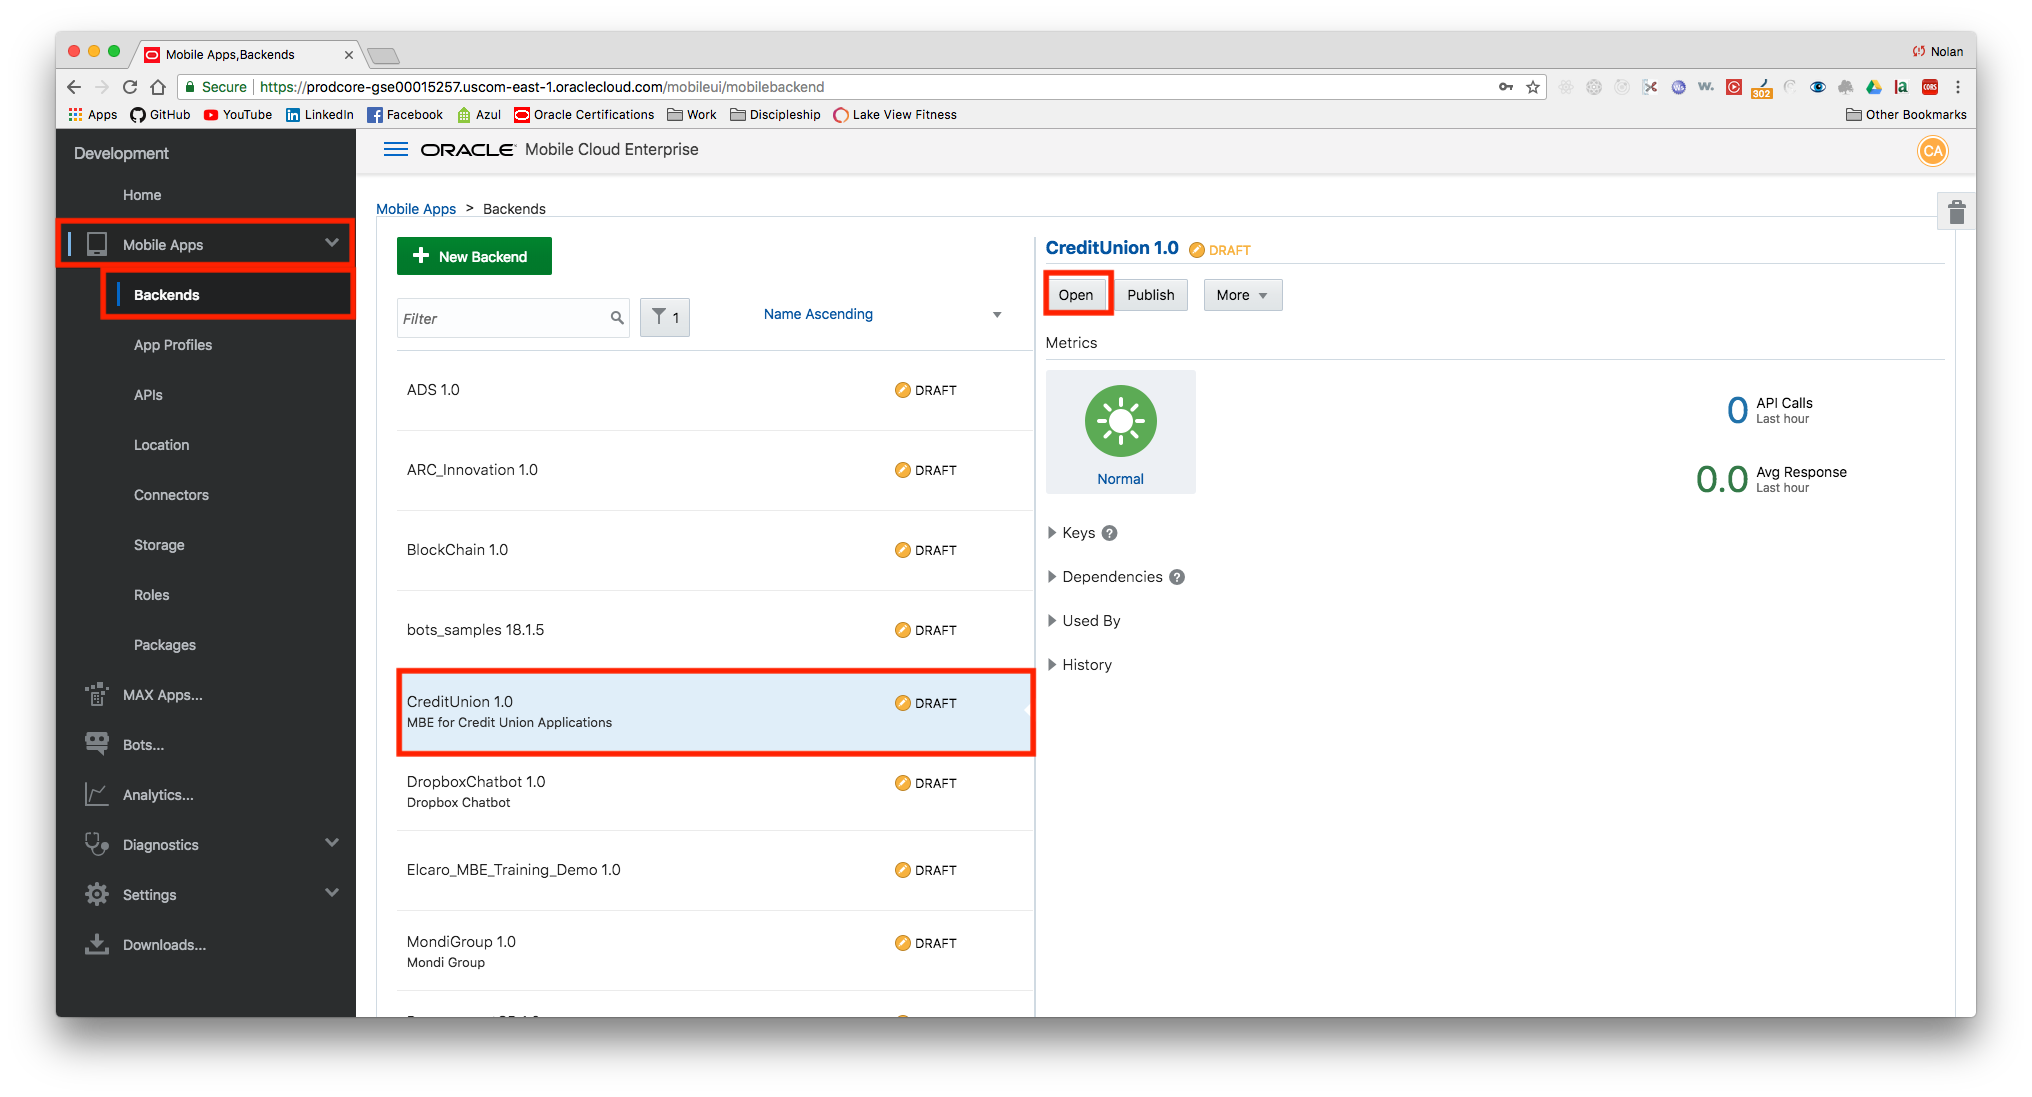 Mobile Apps,Backends
Nolan
Secure https://prodcore-gse00015257.uscom-east-1.oraclecloud.com/mobileui/mobilebackend
302
Apps GitHub YouTube LinkedIn Facebook Azul Oracle Certifications Work Discipleship Lake View Fitness Other Bookmarks
Development
Home
Mobile Apps
Backends
App Profiles
APIs
Location
Connectors
Storage
Roles
Packages
MAX Apps...
Bots...
Analytics...
Diagnostics
Settings
Downloads...
ORACLE Mobile Cloud Enterprise
CA
Mobile Apps > Backends
New Backend
Filter
1
Name Ascending
ADS 1.0 DRAFT
ARC_Innovation 1.0 DRAFT
BlockChain 1.0 DRAFT
bots_samples 18.1.5 DRAFT
CreditUnion 1.0 DRAFT
MBE for Credit Union Applications
DropboxChatbot 1.0 DRAFT
Dropbox Chatbot
Elcaro_MBE_Training_Demo 1.0 DRAFT
MondiGroup 1.0 DRAFT
Mondi Group
CreditUnion 1.0 DRAFT
Open Publish More
Metrics
Normal
0 API Calls
Last hour
0.0 Avg Response
Last hour
Keys ?
Dependencies ?
Used By
History